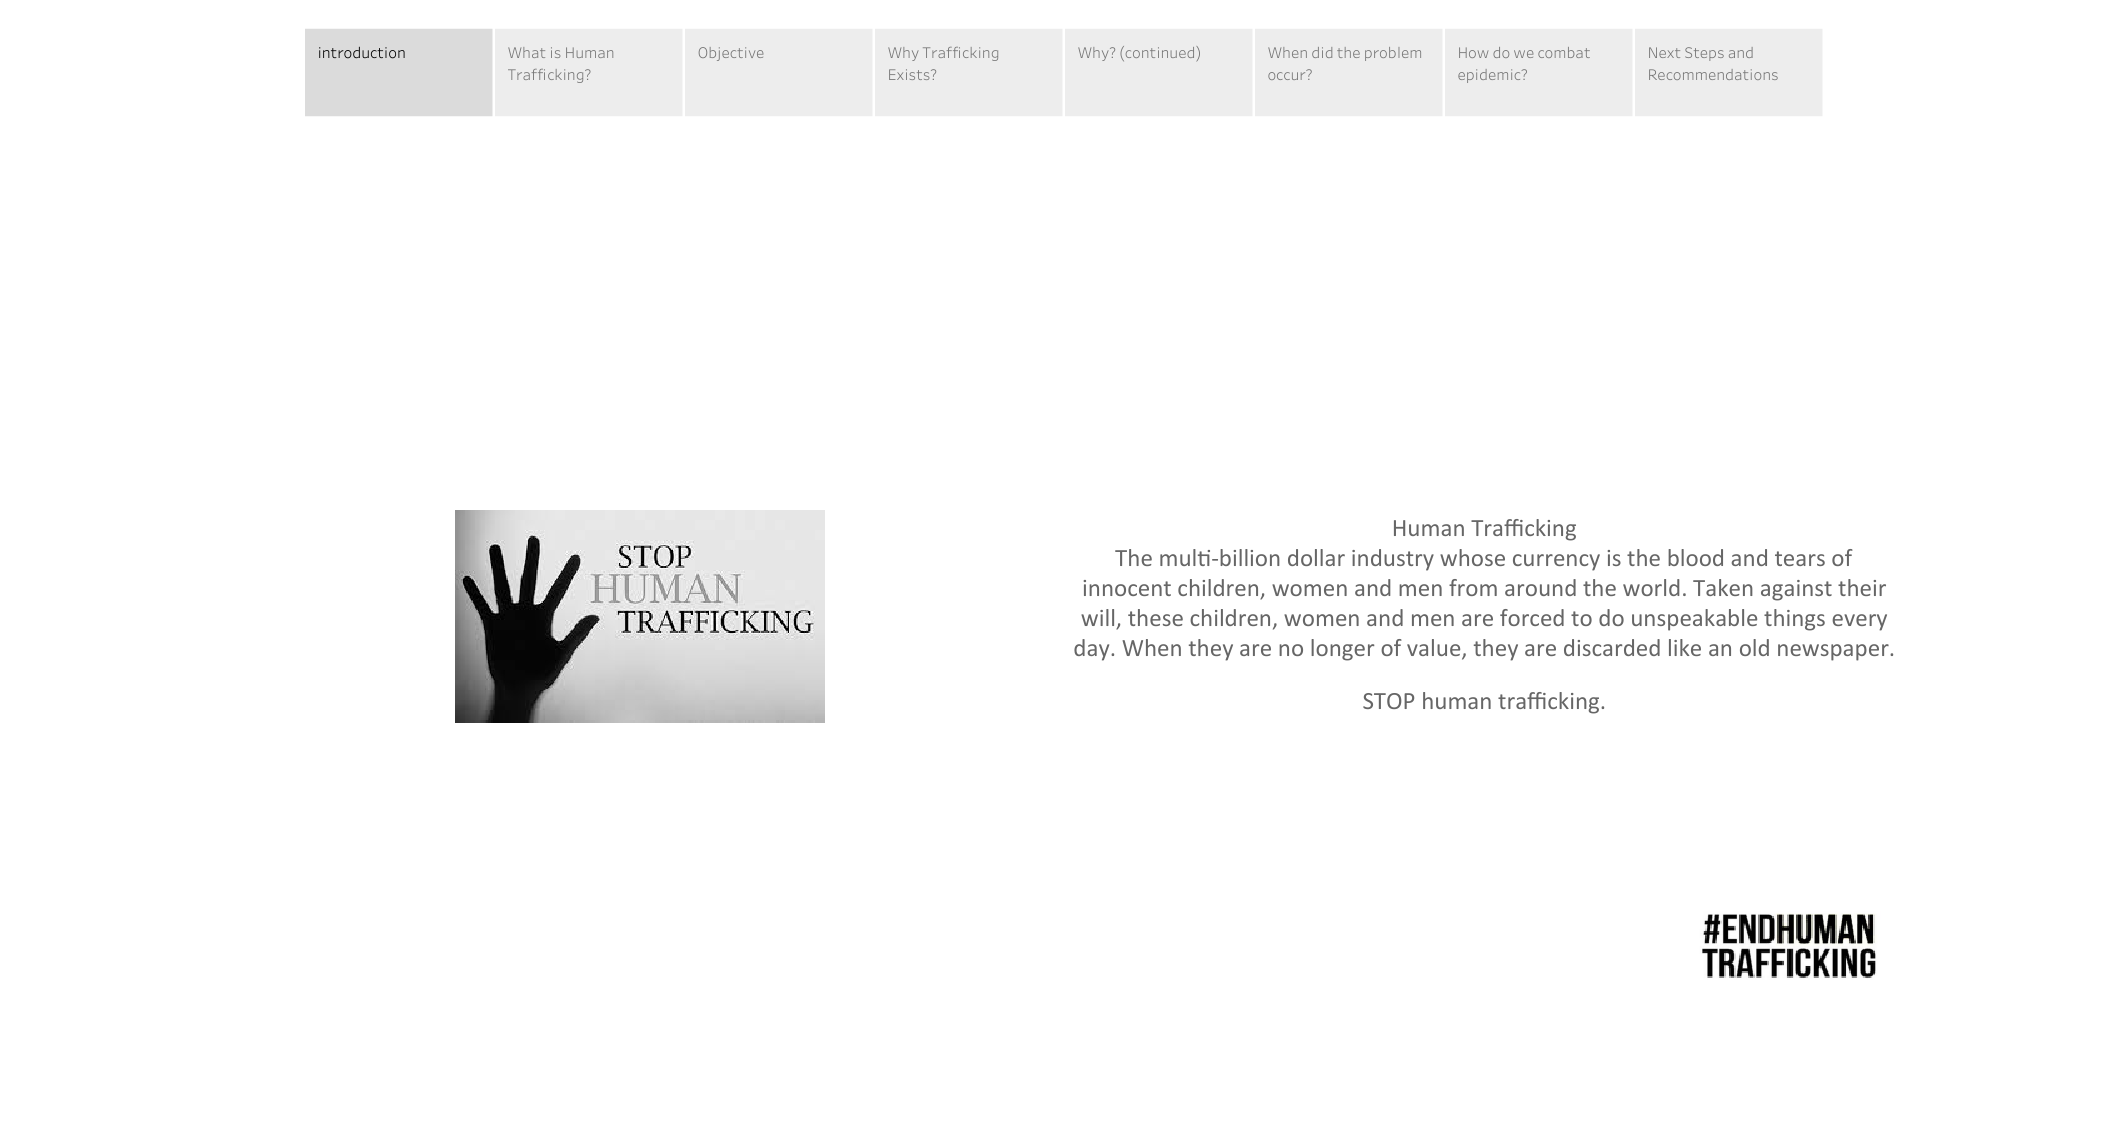 introduction
What is Human
Trafficking?
Objective
Why Trafficking
Exists?
Why? (continued)
When did the problem
occur?
How do we combat
epidemic?
Next Steps and
Recommendations
STOP
HUMAN
TRAFFICKING
Human Trafficking
The multi-billion dollar industry whose currency is the blood and tears of
innocent children, women and men from around the world. Taken against their
will, these children, women and men are forced to do unspeakable things every
day. When they are no longer of value, they are discarded like an old newspaper.
STOP human trafficking.
#ENDHUMAN
TRAFFICKING